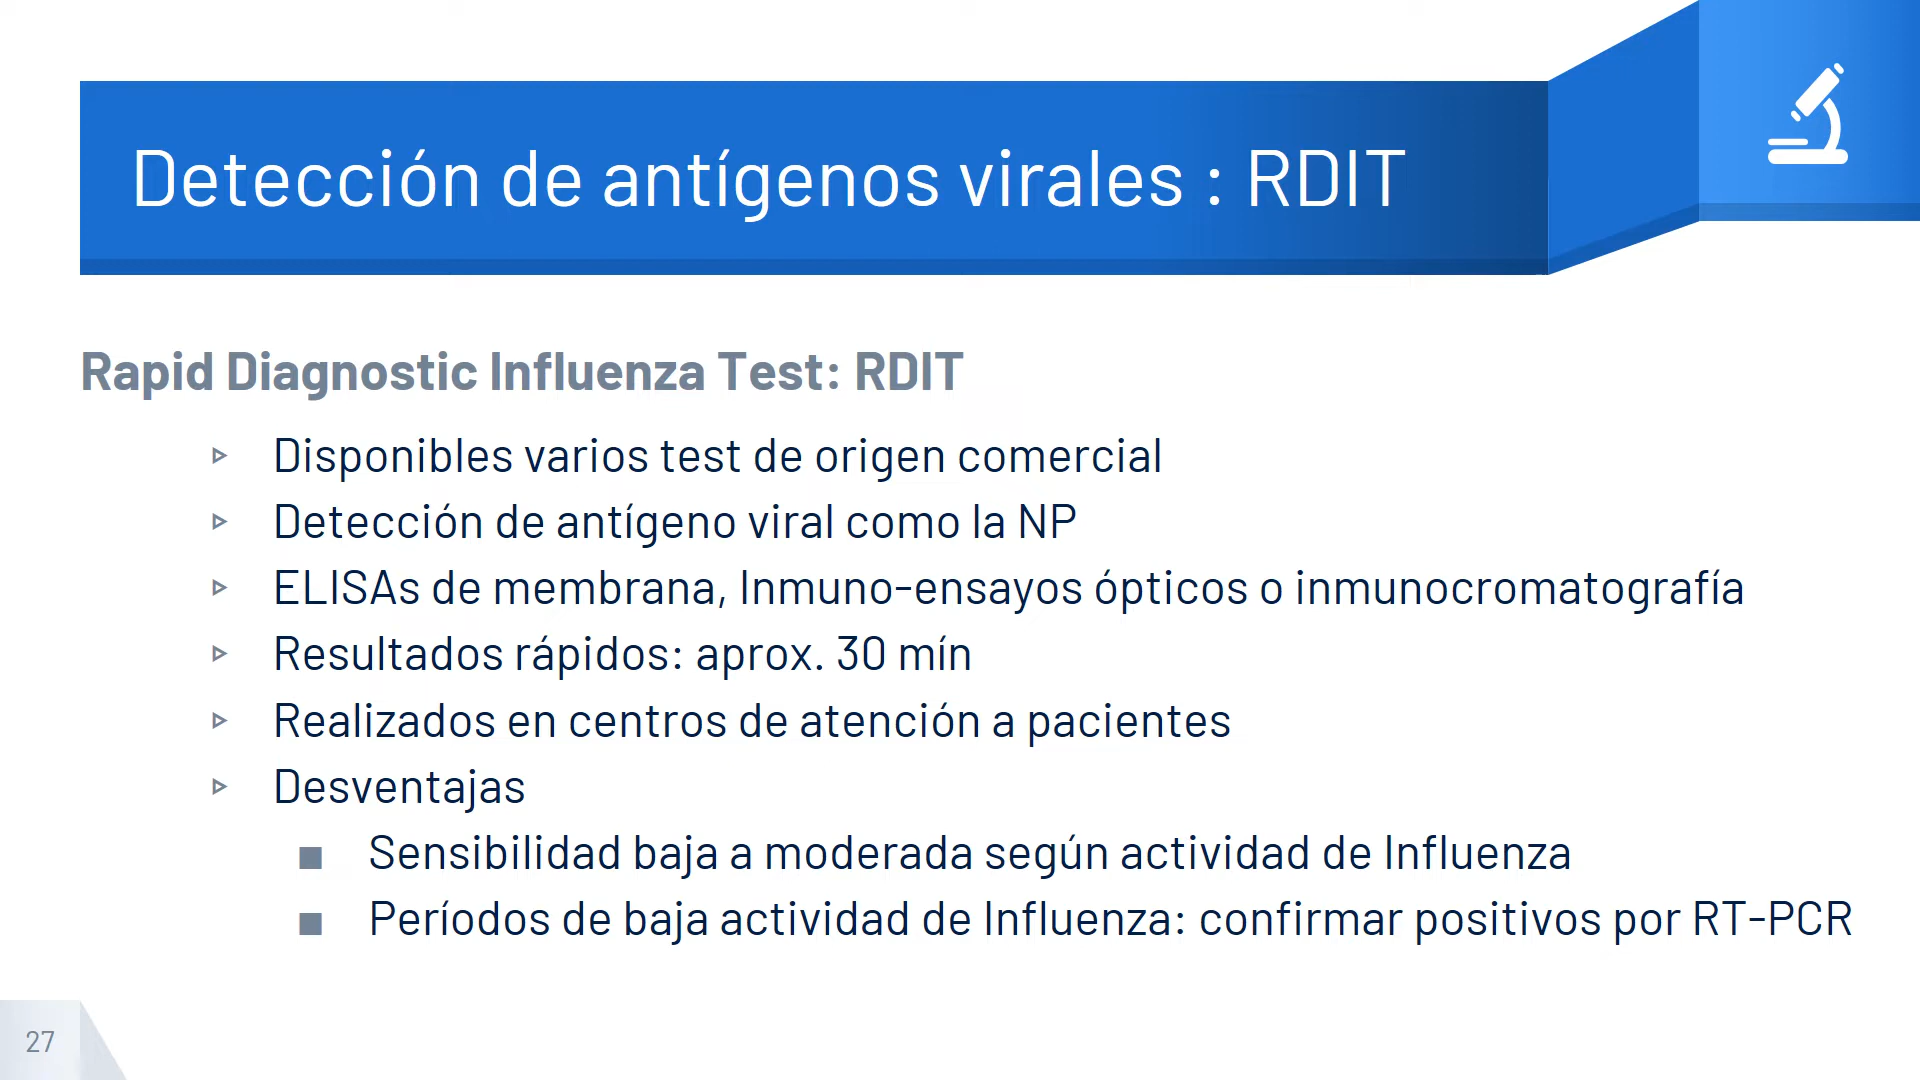 Detección de antígenos virales : RDIT
Rapid Diagnostic Influenza Test: RDIT
Disponibles varios test de origen comercial
Detección de antígeno viral como la NP
ELISAs de membrana, Inmuno-ensayos ópticos o inmunocromatografía
Resultados rápidos: aprox. 30 mín
Realizados en centros de atención a pacientes
Desventajas
Sensibilidad baja a moderada según actividad de Influenza
Períodos de baja actividad de Influenza: confirmar positivos por RT-PCR
27